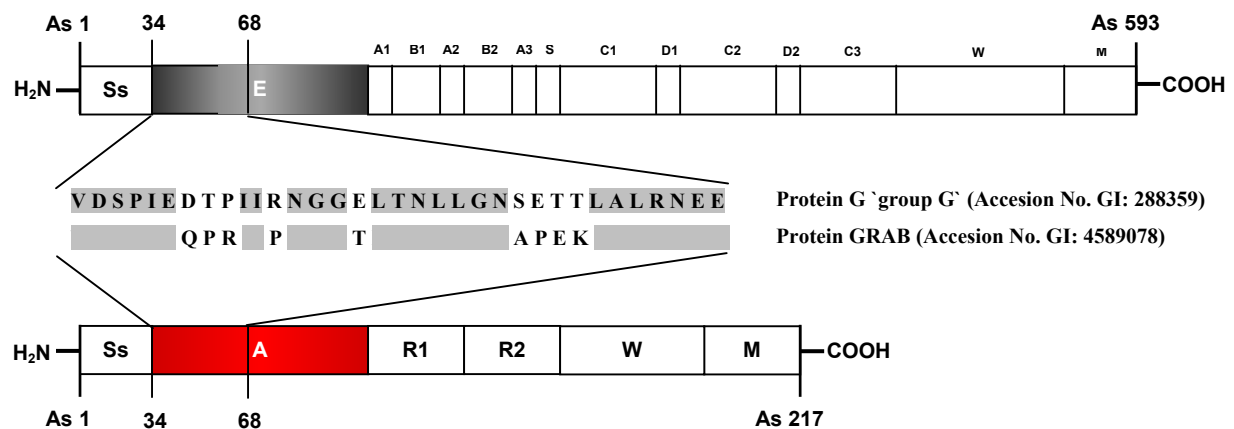 As 1 34 68 As 593
A1 B1 A2 B2 A3 S C1 D1 C2 D2 C3 W M
H₂N Ss E COOH
V D S P I E D T P I I R N G G E L T N L L G N S E T T L A L R N E E Protein G `group G` (Accesion No. GI: 288359)
Q P R P T A P E K Protein GRAB (Accesion No. GI: 4589078)
H₂N Ss A R1 R2 W M COOH
As 1 34 68 As 217